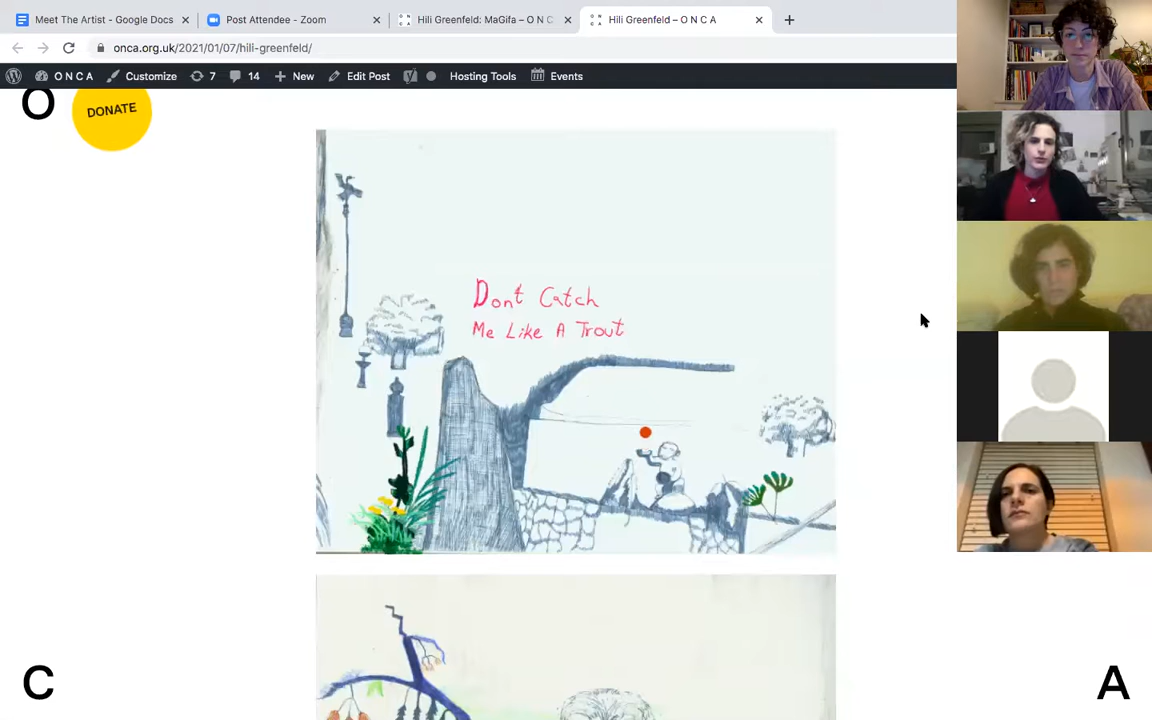 Meet The Artist - Google Docs
Post Attendee - Zoom
Hili Greenfeld: MaGifa – O N C
Hili Greenfeld – O N C A
onca.org.uk/2021/01/07/hili-greenfeld/
O N C A
Customize
7
14
New
Edit Post
Hosting Tools
Events
O
DONATE
Dont Catch
Me Like A Trout
C
A